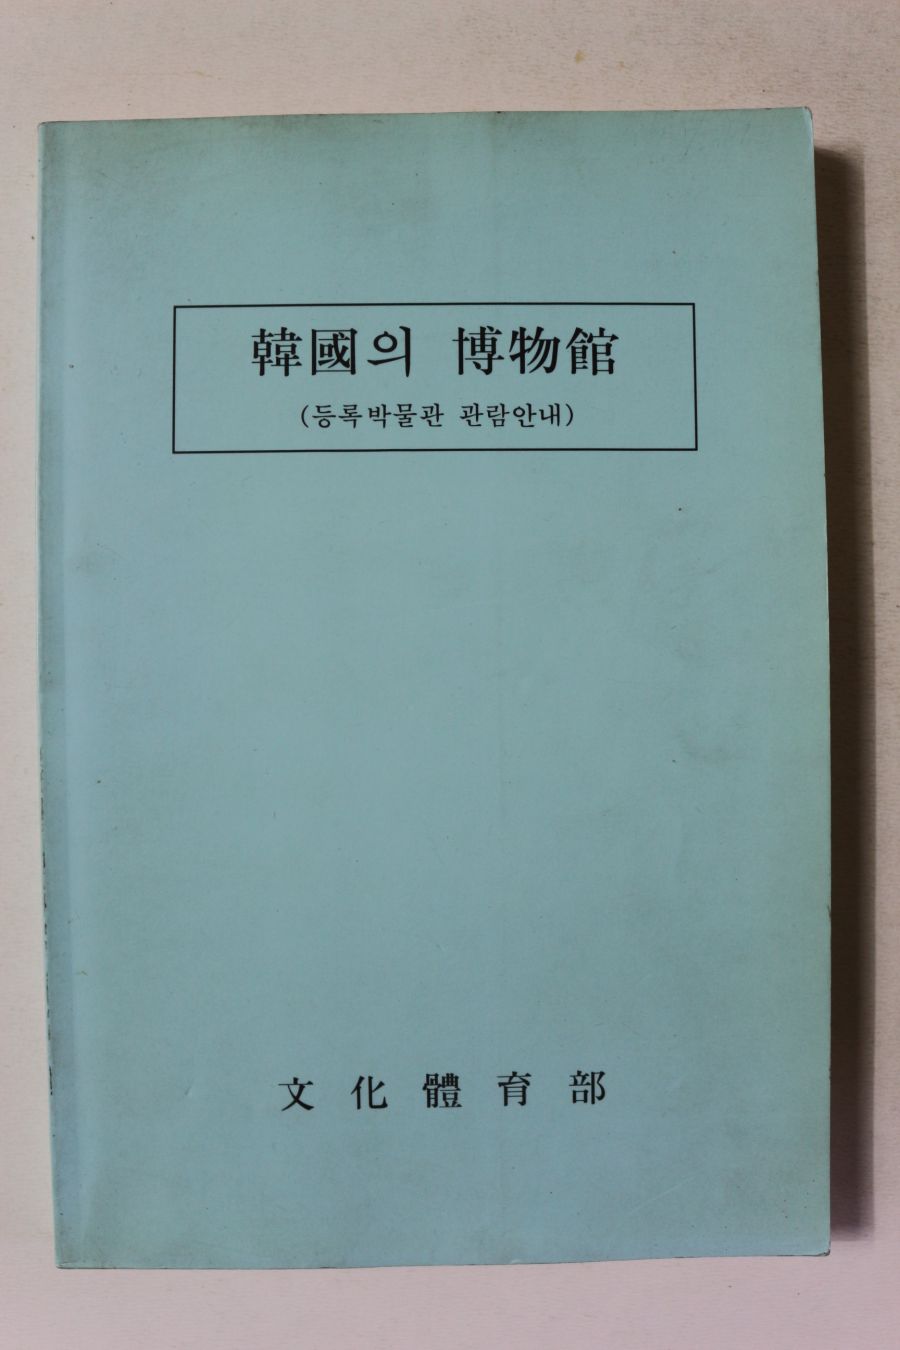 韓國의 博物館
(등록박물관 관람안내)
文化體育部